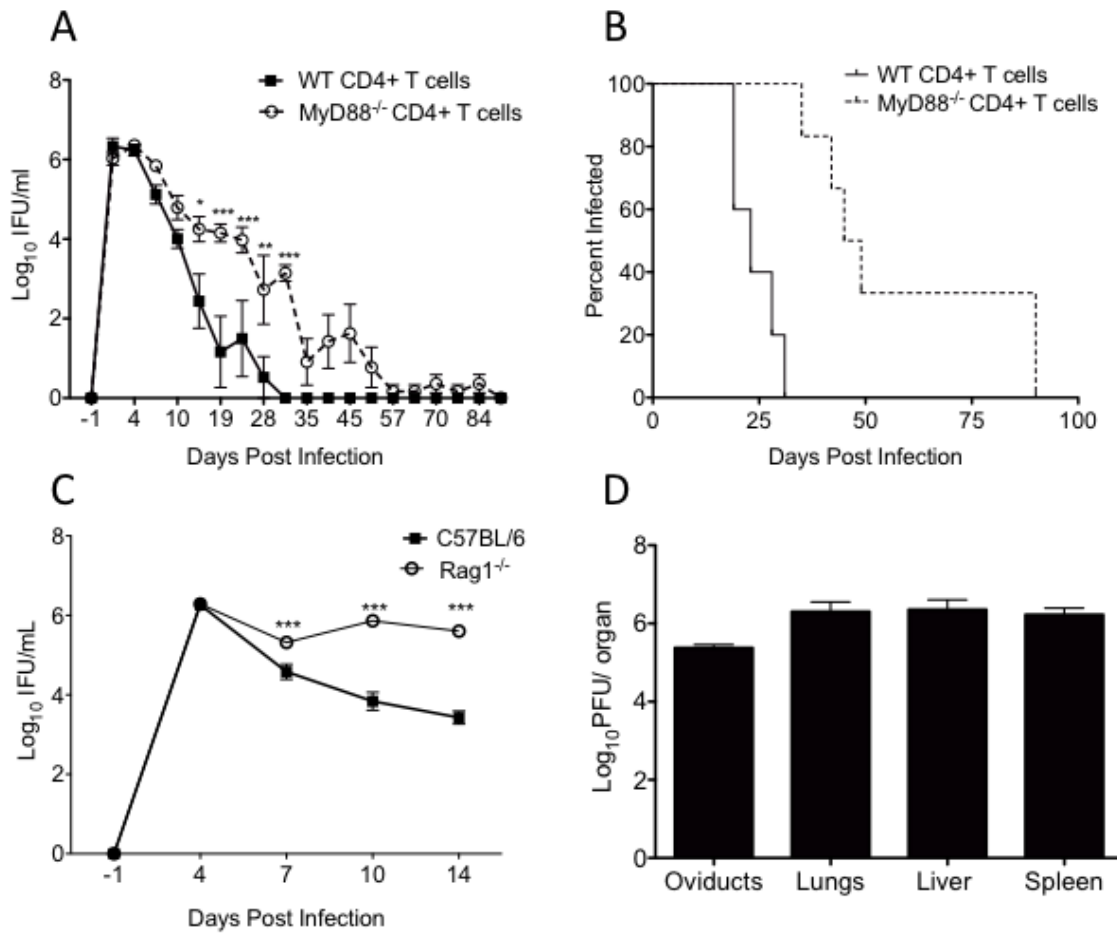 A
WT CD4+ T cells
MyD88-/- CD4+ T cells
8
6
4
2
0
Log10 IFU/ml
* *** *** ** ***
-1 4 10 19 28 35 45 57 70 84
Days Post Infection
B
WT CD4+ T cells
MyD88-/- CD4+ T cells
100
80
60
40
20
0
Percent Infected
0 25 50 75 100
Days Post Infection
C
C57BL/6
Rag1-/-
8
6
4
2
0
Log10 IFU/mL
*** *** ***
-1 4 7 10 14
Days Post Infection
D
8
6
4
2
0
Log10PFU/ organ
Oviducts Lungs Liver Spleen